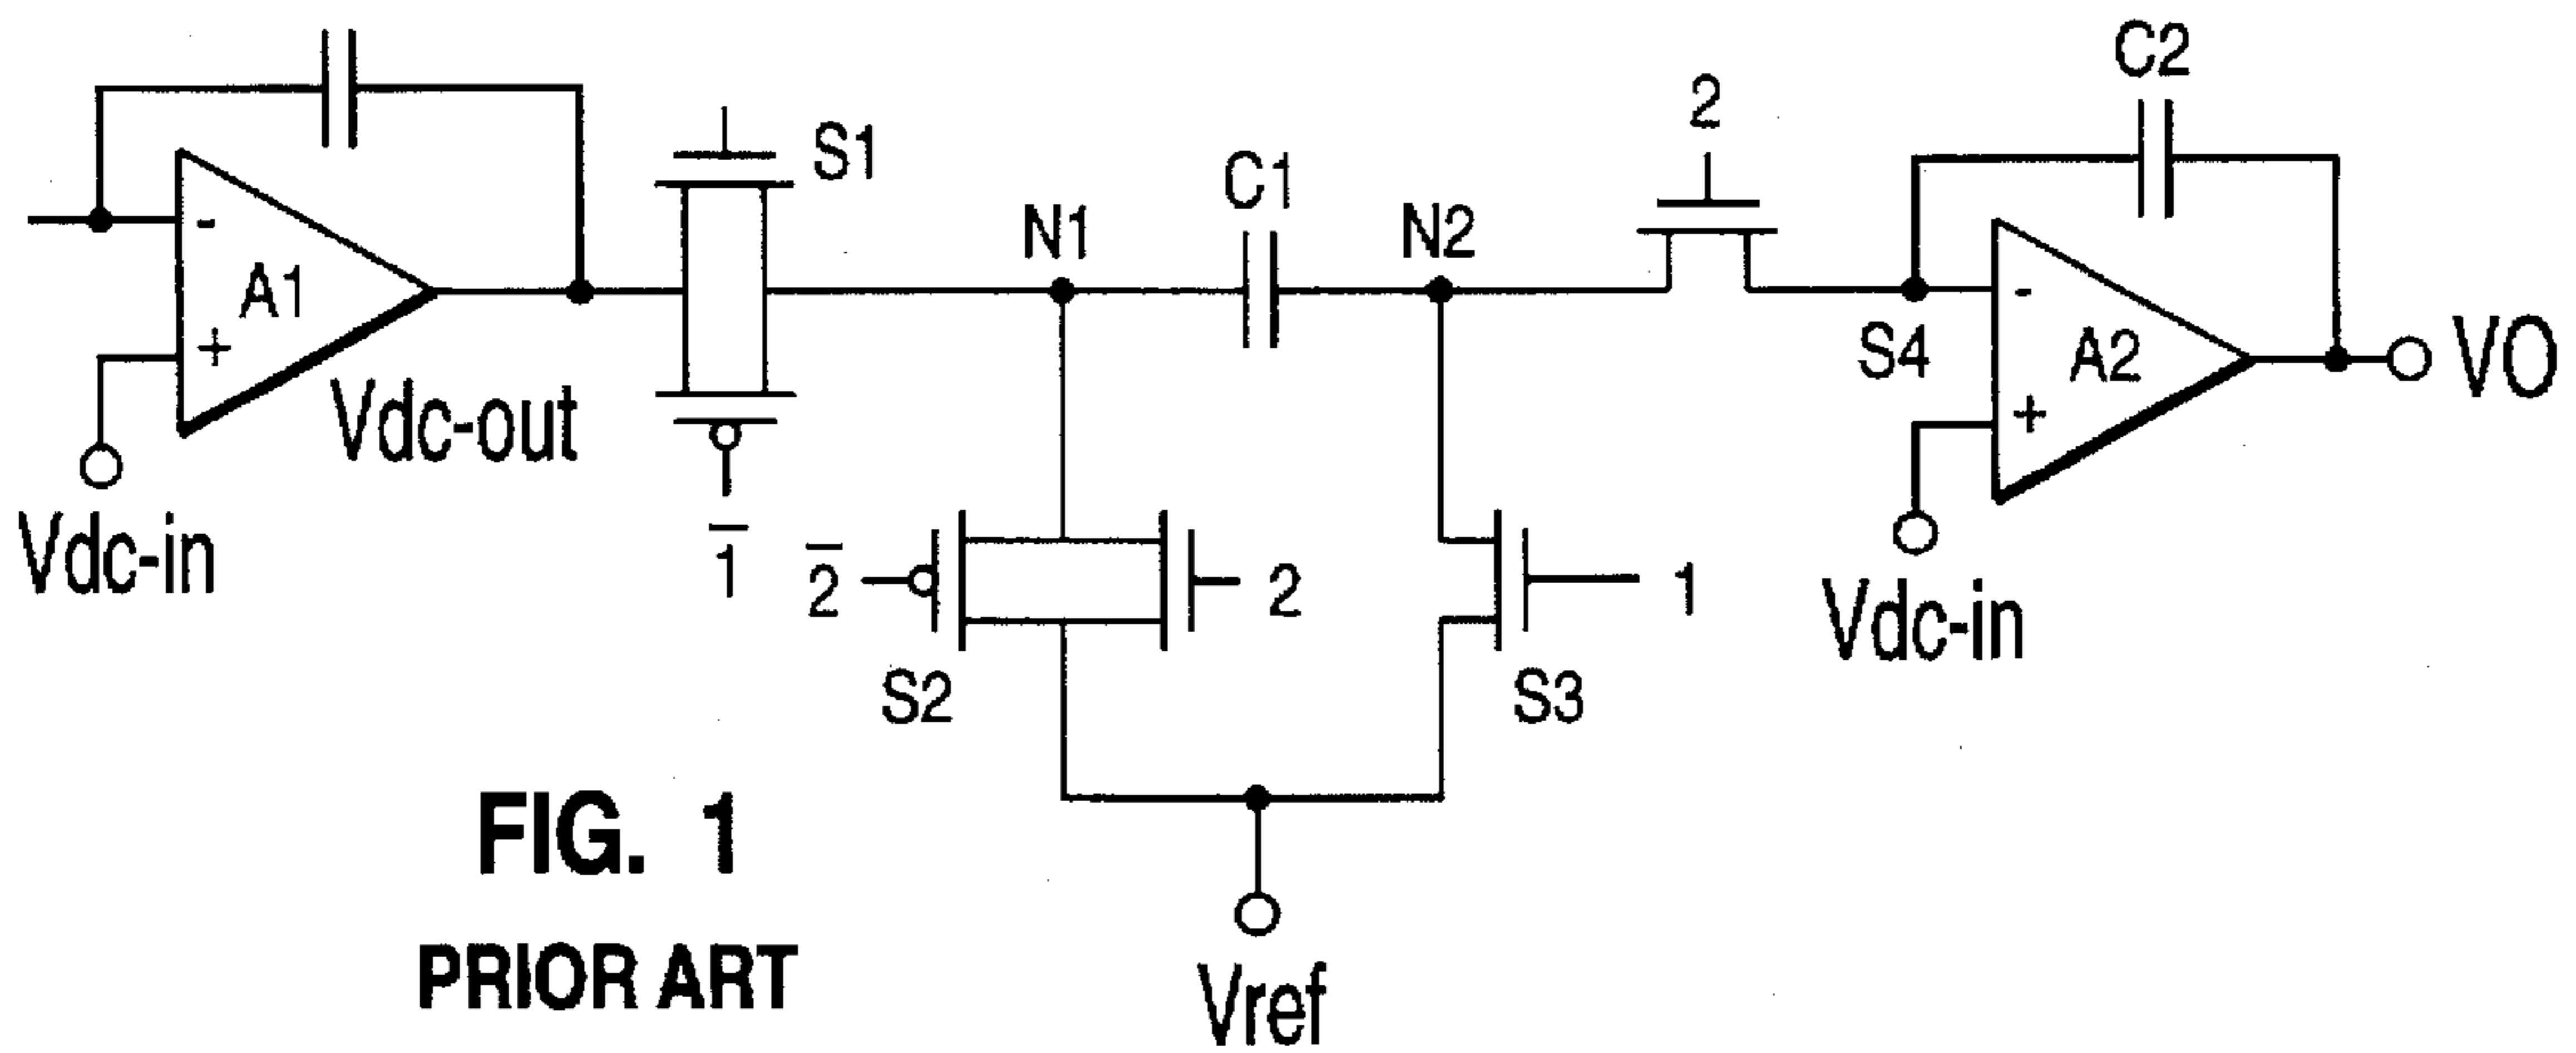 C2
2
S1
C1
N1
N2
-
A1
+
-
S4
A2
+
VO
Vdc-out
Vdc-in
1̅
2̅
2
1
Vdc-in
S2
S3
FIG. 1
PRIOR ART
Vref